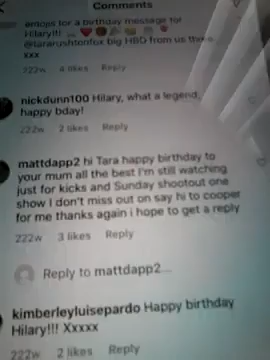 Comments
emojis for a birthday message for
Hilary!!!
@tararushtonfox big HBD from us
xxx
222w 4 likes Reply
nickdunn100 Hilary, what a legend,
happy bday!
222w 2 likes Reply
mattdapp2 hi Tara happy birthday to
your mum all the best I'm still watching
just for kicks and Sunday shootout one
show I don't miss out on say hi to cooper
for me thanks again i hope to get a reply
222w 3 likes Reply
Reply to mattdapp2...
kimberleyluisepardo Happy birthday
Hilary!!! Xxxxx
222w 2 likes Reply